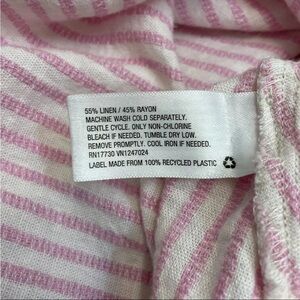 55% LINEN / 45% RAYON
MACHINE WASH COLD SEPARATELY.
GENTLE CYCLE. ONLY NON-CHLORINE
BLEACH IF NEEDED. TUMBLE DRY LOW.
REMOVE PROMPTLY. COOL IRON IF NEEDED.
RN17730 VN1247024
LABEL MADE FROM 100% RECYCLED PLASTIC